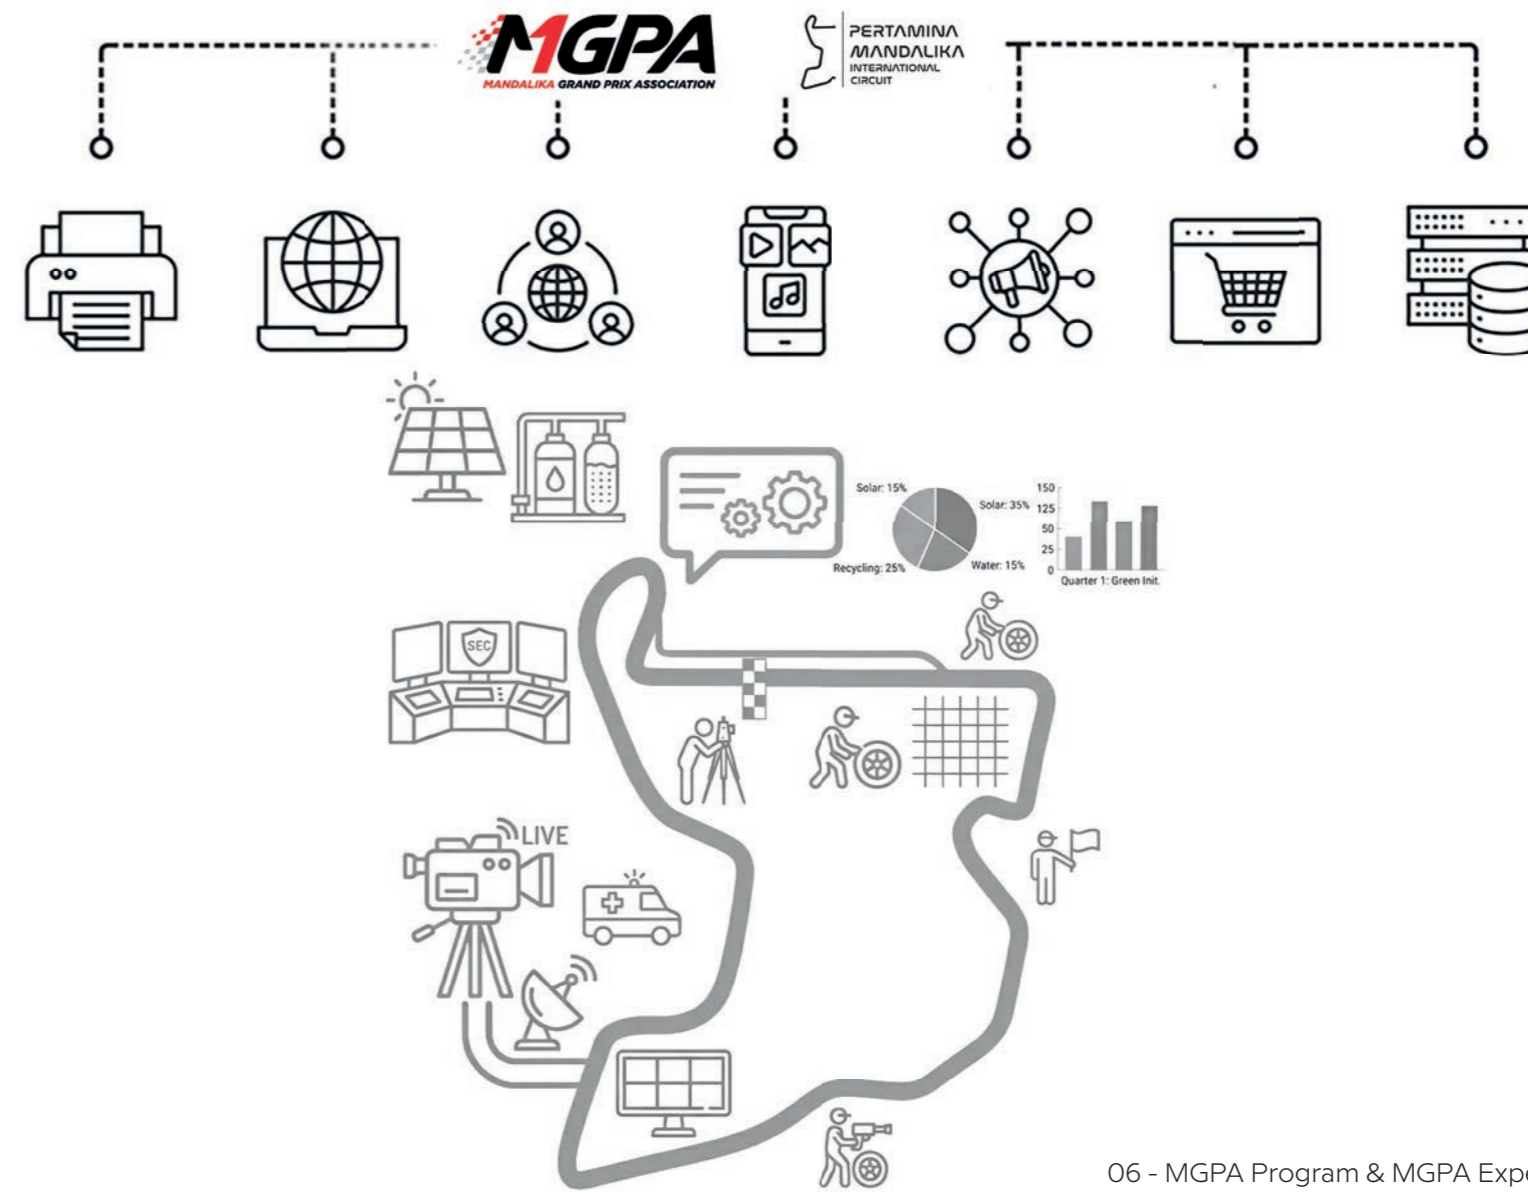 MGPA
MANDALIKA GRAND PRIX ASSOCIATION
PERTAMINA
MANDALIKA
INTERNATIONAL
CIRCUIT
Solar: 15%
Solar: 35%
Recycling: 25%
Water: 15%
150
125
50
25
0
Quarter 1: Green Init.
SEC
LIVE
06 - MGPA Program & MGPA Expe